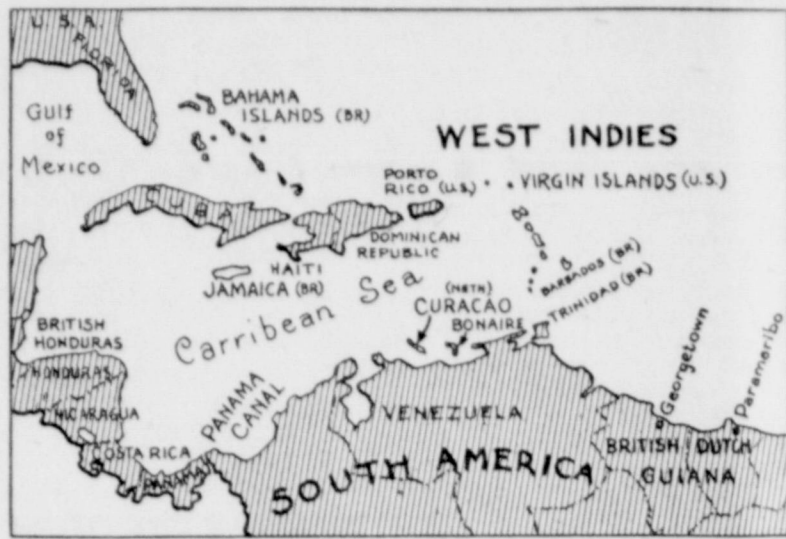 U.S.A.
FLORIDA
Gulf
of
Mexico
BAHAMA
ISLANDS (BR)
WEST INDIES
PORTO
RICO (U.S.)
VIRGIN ISLANDS (U.S.)
CUBA
DOMINICAN
REPUBLIC
HAITI
JAMAICA (BR)
Carribean Sea
(NETH)
CURACAO
BONAIRE
BARBADOS (BR)
TRINIDAD (BR)
BRITISH
HONDURAS
HONDURAS
NICARAGUA
COSTA RICA
PANAMA
PANAMA
CANAL
VENEZUELA
SOUTH AMERICA
Georgetown
Paramaribo
BRITISH DUTCH
GUIANA